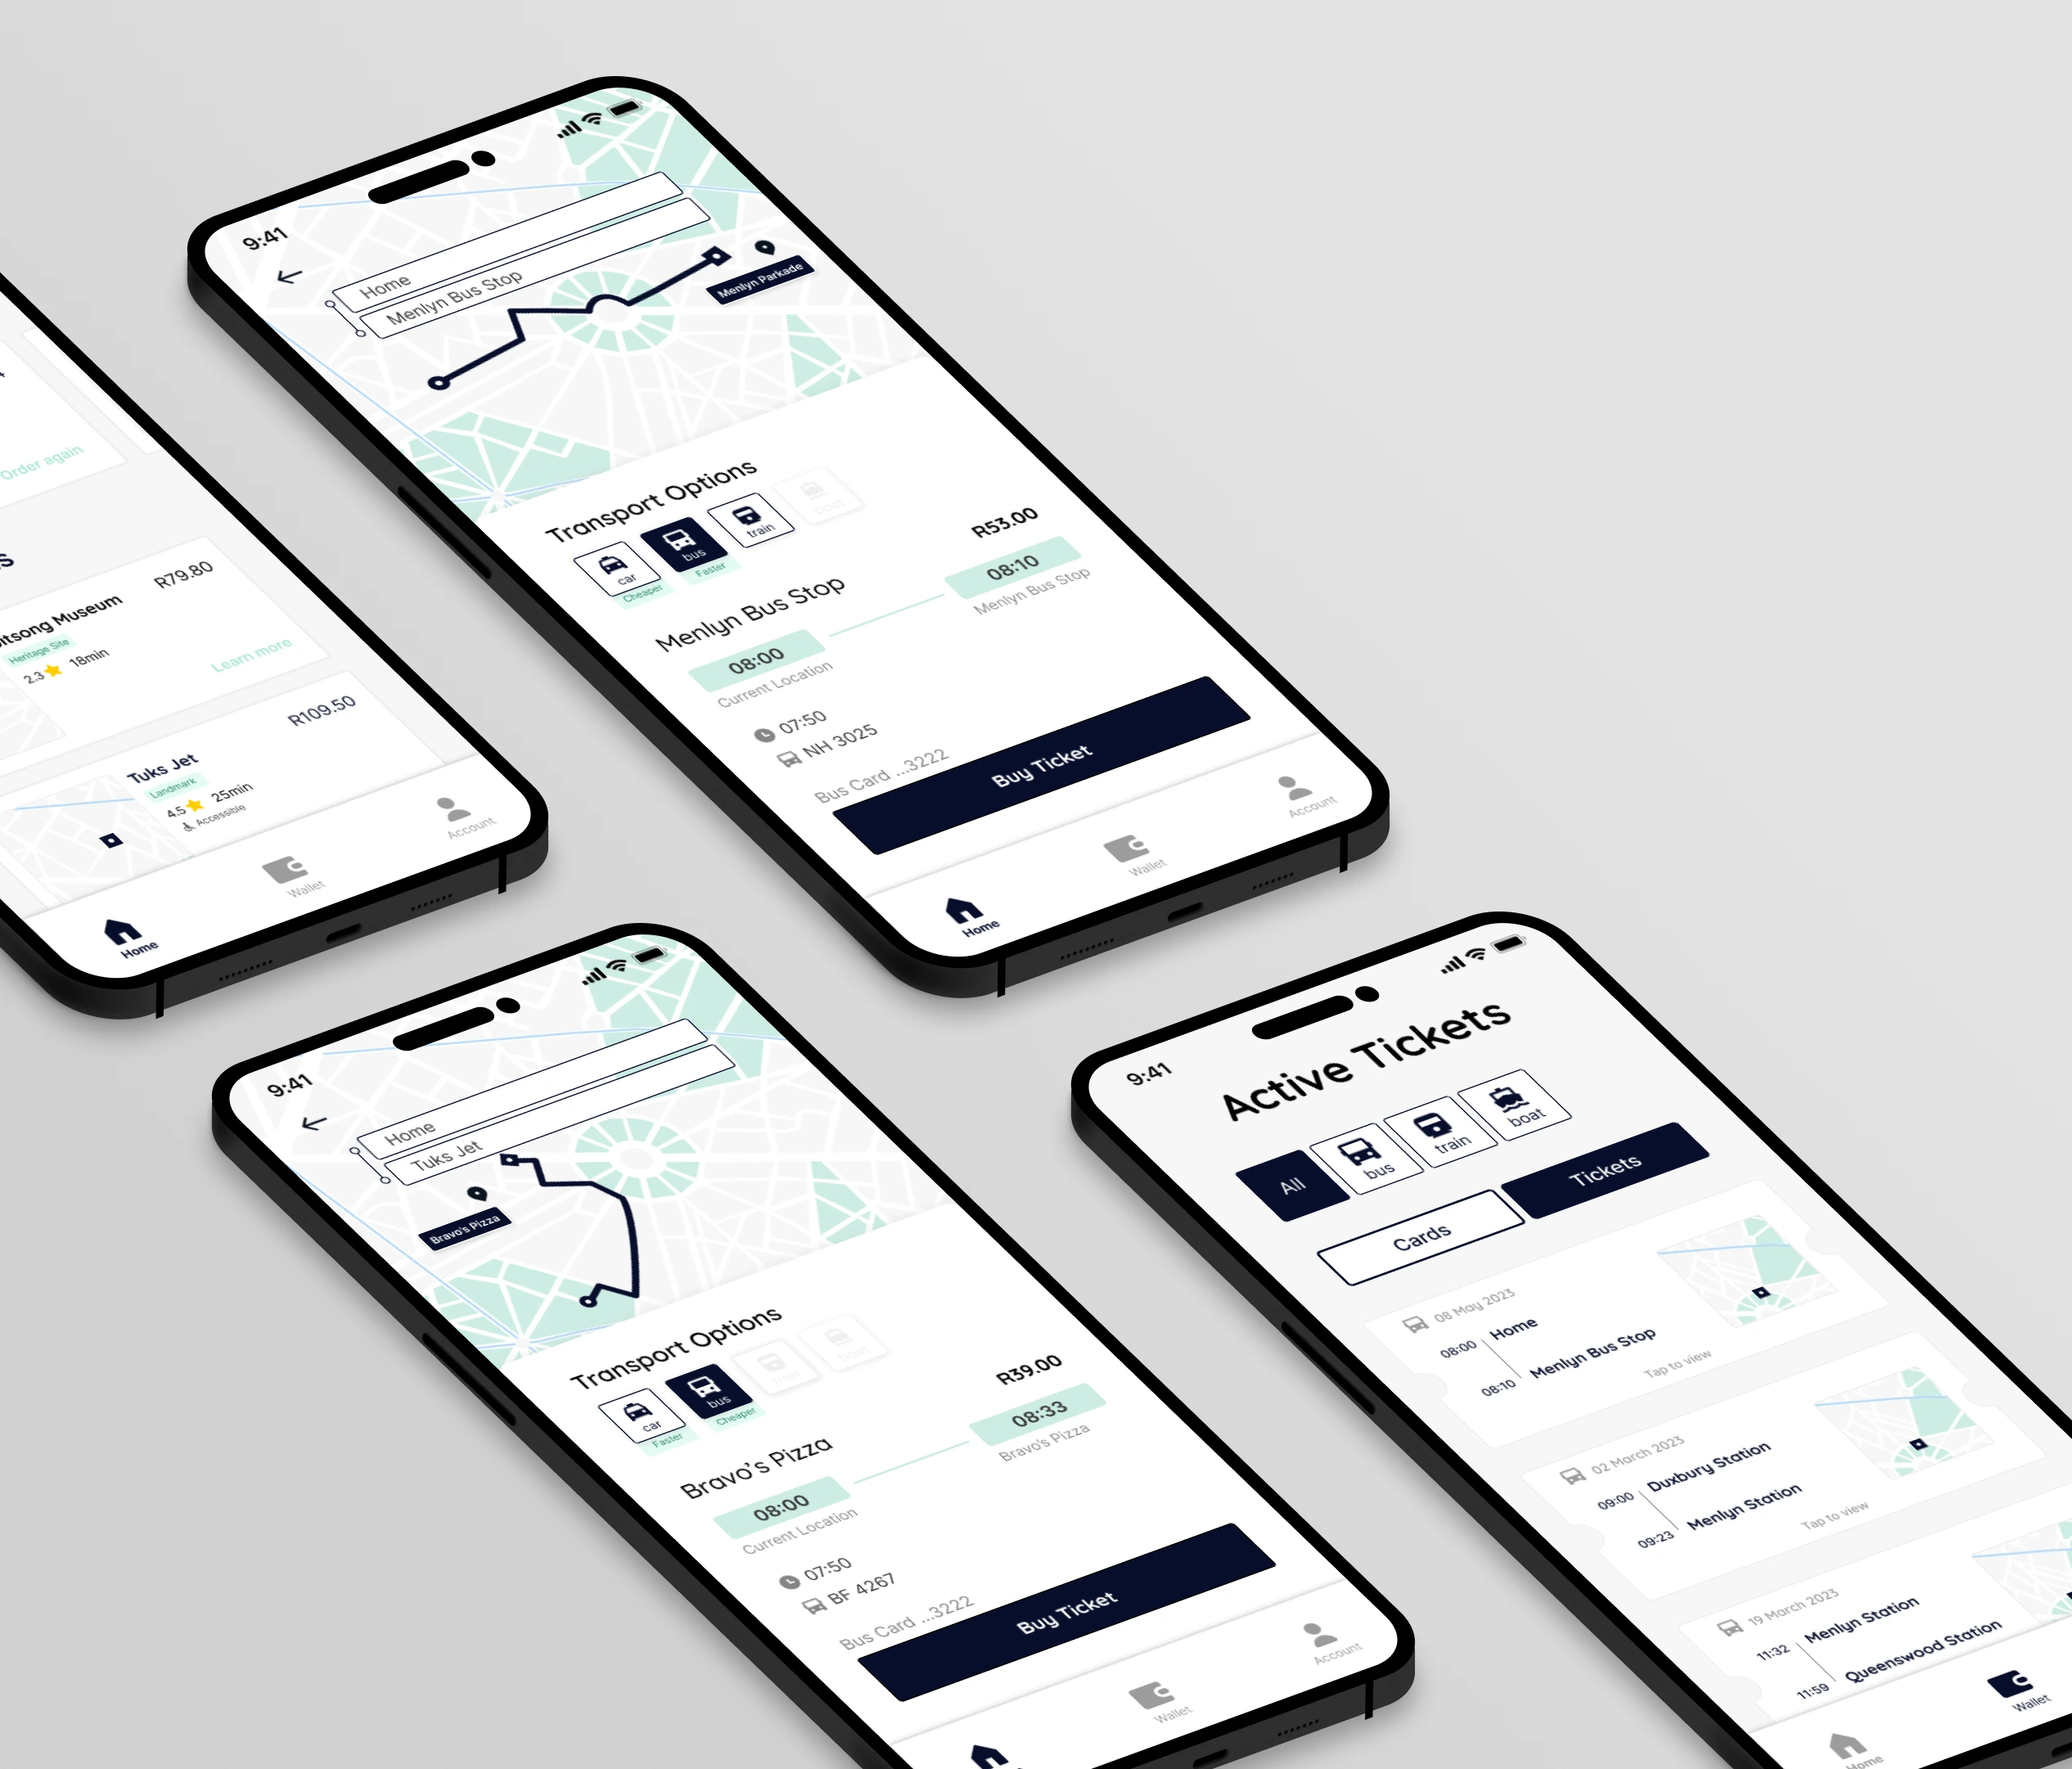 Order again
R79.80
Heritage Site
2.3 18min
Learn more
R109.50
Tuks Jet
Landmark
4.5 25min
Accessible
Home
Wallet
Account
9:41
Home
Menlyn Bus Stop
Menlyn Parkade
Transport Options
car
bus
train
boat
Cheaper
Faster
R53.00
Menlyn Bus Stop
08:00
08:10
Current Location
Menlyn Bus Stop
07:50
NH 3025
Bus Card ...3222
Buy Ticket
Home
Wallet
Account
9:41
Home
Tuks Jet
Bravo's Pizza
Transport Options
car
bus
train
boat
Faster
Cheaper
R39.00
Bravo's Pizza
08:00
08:33
Current Location
Bravo's Pizza
07:50
BF 4267
Bus Card ...3222
Buy Ticket
Wallet
Account
9:41
Active Tickets
All
bus
train
boat
Cards
Tickets
08 May 2023
08:00 Home
08:10 Menlyn Bus Stop
Tap to view
02 March 2023
09:00 Duxbury Station
09:23 Menlyn Station
Tap to view
19 March 2023
11:32 Menlyn Station
11:59 Queenswood Station
Home
Wallet